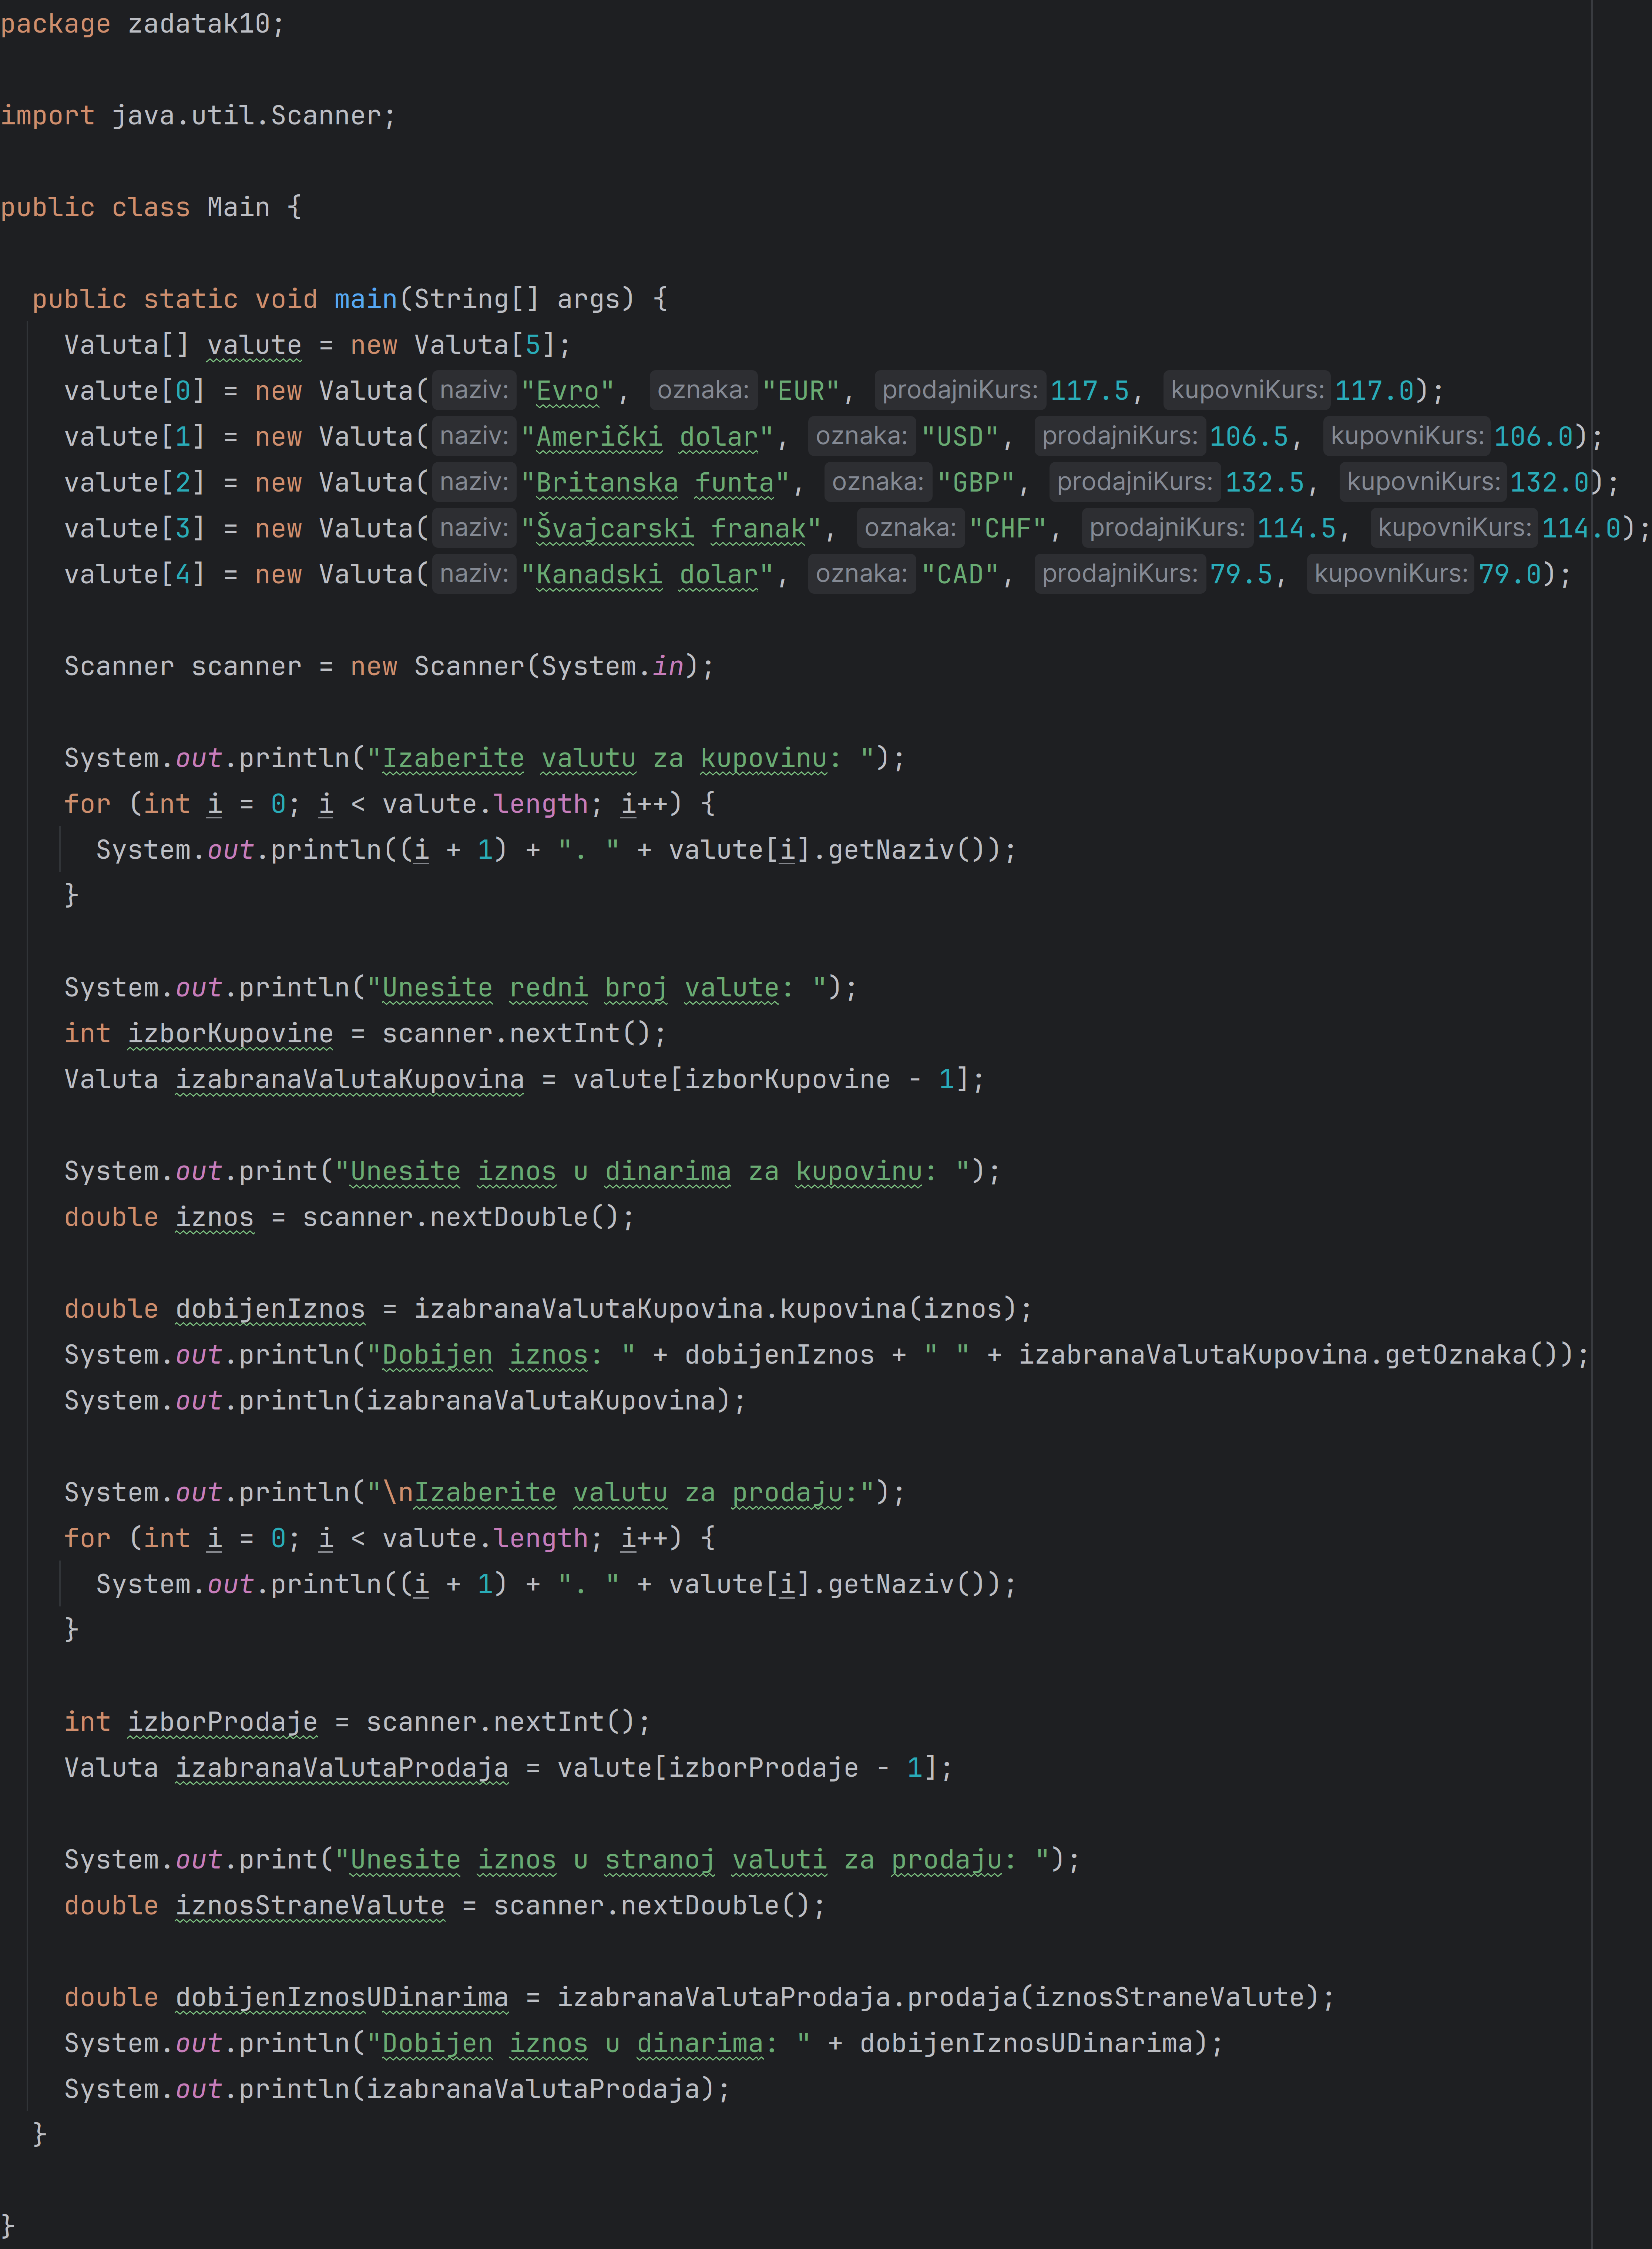 package zadatak10;
import java.util.Scanner;
public class Main {
public static void main(String[] args) {
Valuta[] valute = new Valuta[5];
valute[0] = new Valuta( naziv: "Evro", oznaka: "EUR", prodajniKurs: 117.5, kupovniKurs: 117.0);
valute[1] = new Valuta( naziv: "Američki dolar", oznaka: "USD", prodajniKurs: 106.5, kupovniKurs: 106.0);
valute[2] = new Valuta( naziv: "Britanska funta", oznaka: "GBP", prodajniKurs: 132.5, kupovniKurs: 132.0);
valute[3] = new Valuta( naziv: "Švajcarski franak", oznaka: "CHF", prodajniKurs: 114.5, kupovniKurs: 114.0);
valute[4] = new Valuta( naziv: "Kanadski dolar", oznaka: "CAD", prodajniKurs: 79.5, kupovniKurs: 79.0);
Scanner scanner = new Scanner(System.in);
System.out.println("Izaberite valutu za kupovinu: ");
for (int i = 0; i < valute.length; i++) {
System.out.println((i + 1) + ". " + valute[i].getNaziv());
}
System.out.println("Unesite redni broj valute: ");
int izborKupovine = scanner.nextInt();
Valuta izabranaValutaKupovina = valute[izborKupovine - 1];
System.out.print("Unesite iznos u dinarima za kupovinu: ");
double iznos = scanner.nextDouble();
double dobijenIznos = izabranaValutaKupovina.kupovina(iznos);
System.out.println("Dobijen iznos: " + dobijenIznos + " " + izabranaValutaKupovina.getOznaka());
System.out.println(izabranaValutaKupovina);
System.out.println("\nIzaberite valutu za prodaju:");
for (int i = 0; i < valute.length; i++) {
System.out.println((i + 1) + ". " + valute[i].getNaziv());
}
int izborProdaje = scanner.nextInt();
Valuta izabranaValutaProdaja = valute[izborProdaje - 1];
System.out.print("Unesite iznos u stranoj valuti za prodaju: ");
double iznosStraneValute = scanner.nextDouble();
double dobijenIznosUDinarima = izabranaValutaProdaja.prodaja(iznosStraneValute);
System.out.println("Dobijen iznos u dinarima: " + dobijenIznosUDinarima);
System.out.println(izabranaValutaProdaja);
}
}